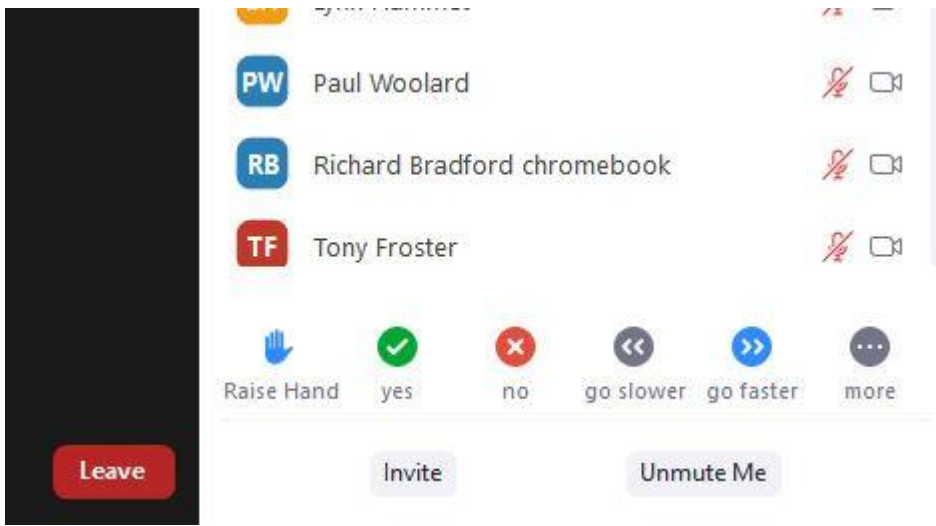 PW Paul Woolard
RB Richard Bradford chromebook
TF Tony Froster
Raise Hand yes no go slower go faster more
Leave Invite Unmute Me